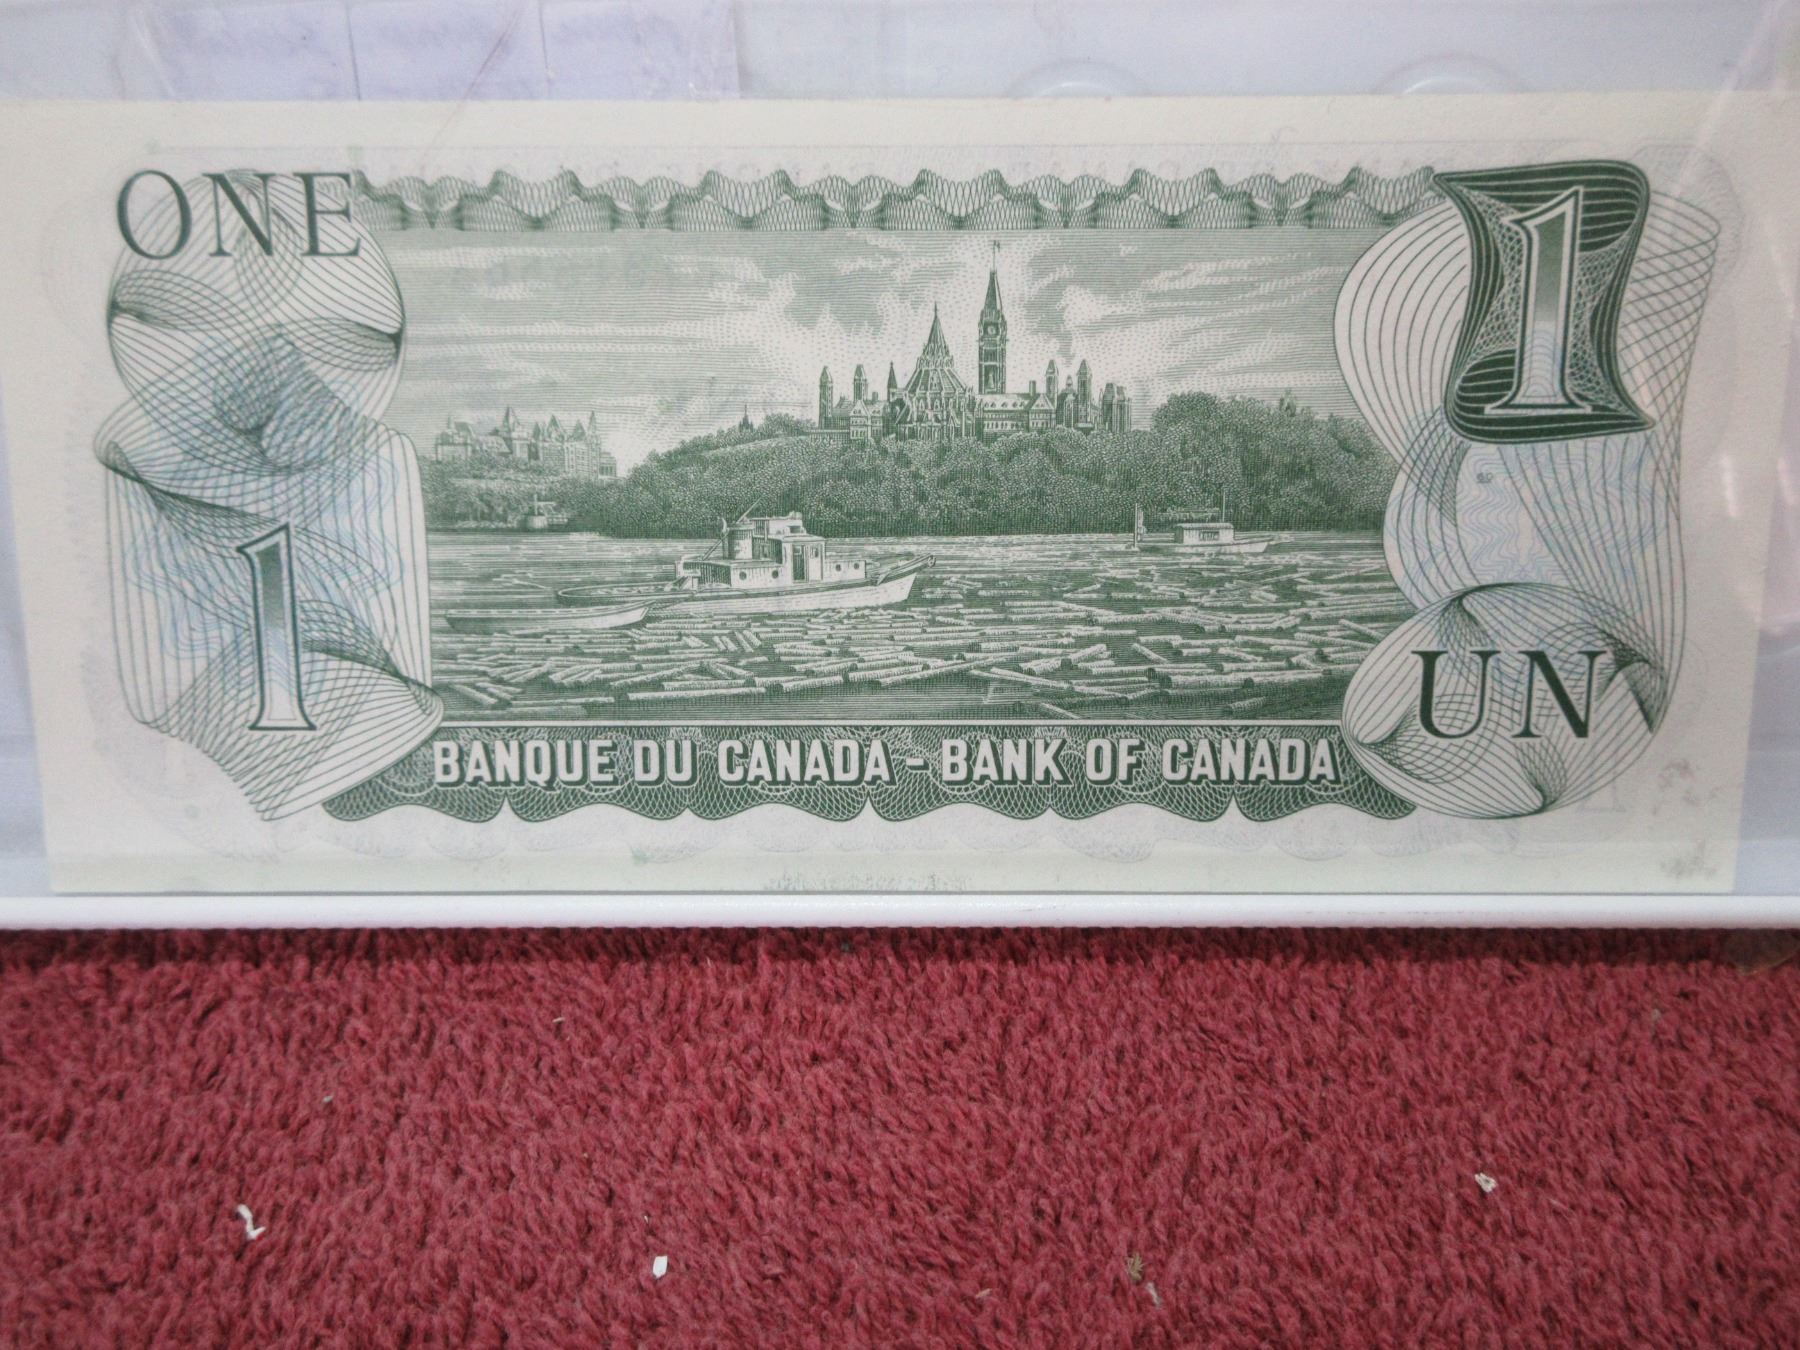 ONE
1
1
UN
BANQUE DU CANADA - BANK OF CANADA